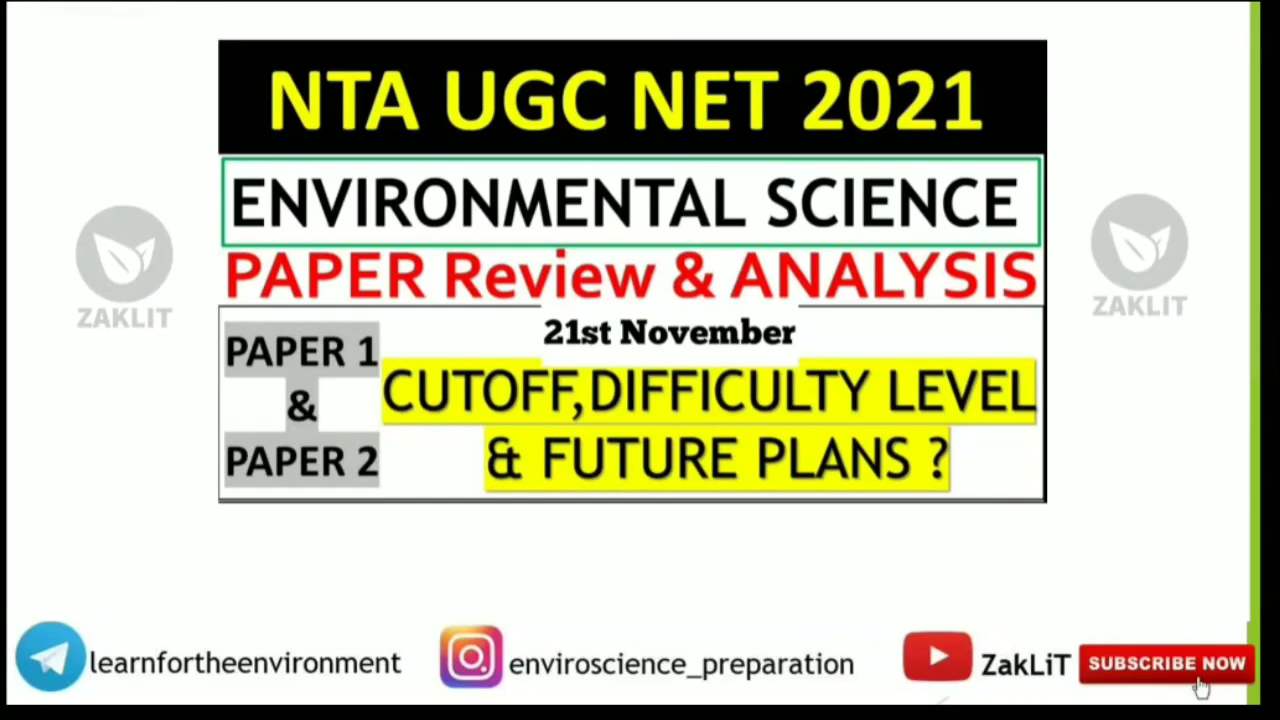 NTA UGC NET 2021
ENVIRONMENTAL SCIENCE
PAPER Review & ANALYSIS
21st November
PAPER 1
&
PAPER 2
CUTOFF,DIFFICULTY LEVEL
& FUTURE PLANS ?
ZAKLIT
ZAKLIT
learnfortheenvironment
enviroscience_preparation
ZakLiT
SUBSCRIBE NOW